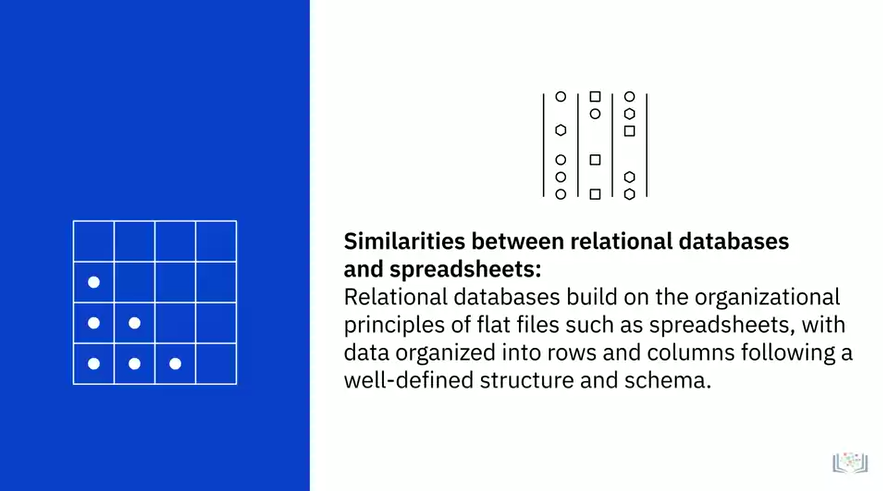 Similarities between relational databases
and spreadsheets:
Relational databases build on the organizational
principles of flat files such as spreadsheets, with
data organized into rows and columns following a
well-defined structure and schema.